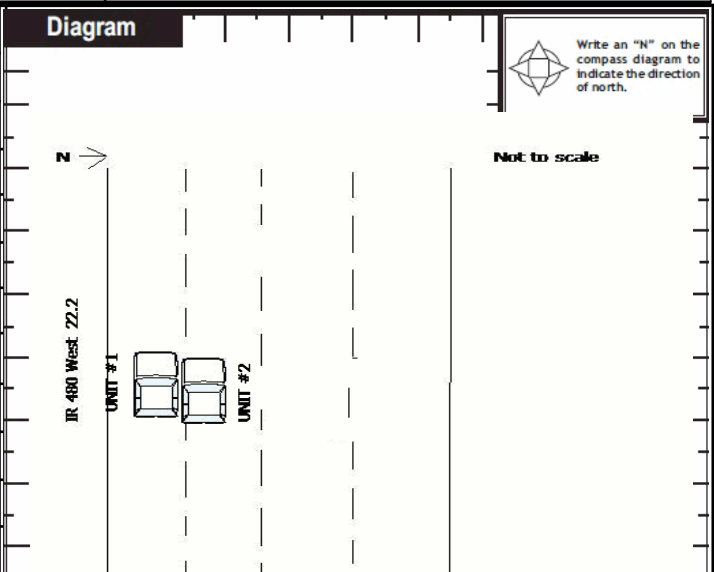 Diagram
Write an “N” on the
compass diagram to
indicate the direction
of north.
N
Not to scale
IR 480 West 22.2
UNIT #1
UNIT #2